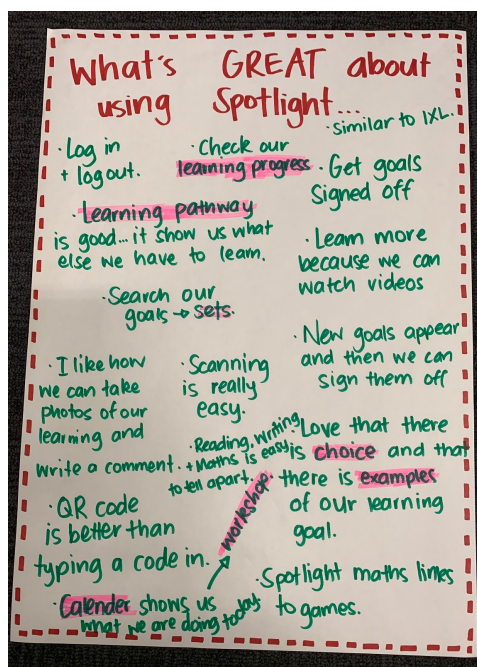 What's GREAT about
using Spotlight...
· Log in
+ log out.
· Check our
learning progress
· Similar to IXL.
· Get goals
Signed off
· Learning pathway
is good... it show us what
else we have to learn.
· Learn more
because we can
watch videos
· Search our
goals → sets.
· New goals appear
and then we can
sign them off
· I like how
we can take
photos of our
learning and
write a comment.
· Scanning
is really
easy.
· Reading, writing
+ Maths is easy
to tell apart.
· Love that there
is choice and that
there is examples
of our learning
goal.
· QR code
is better than
typing a code in.
workshop.
· Calender shows us
what we are doing today
· Spotlight maths links
to games.